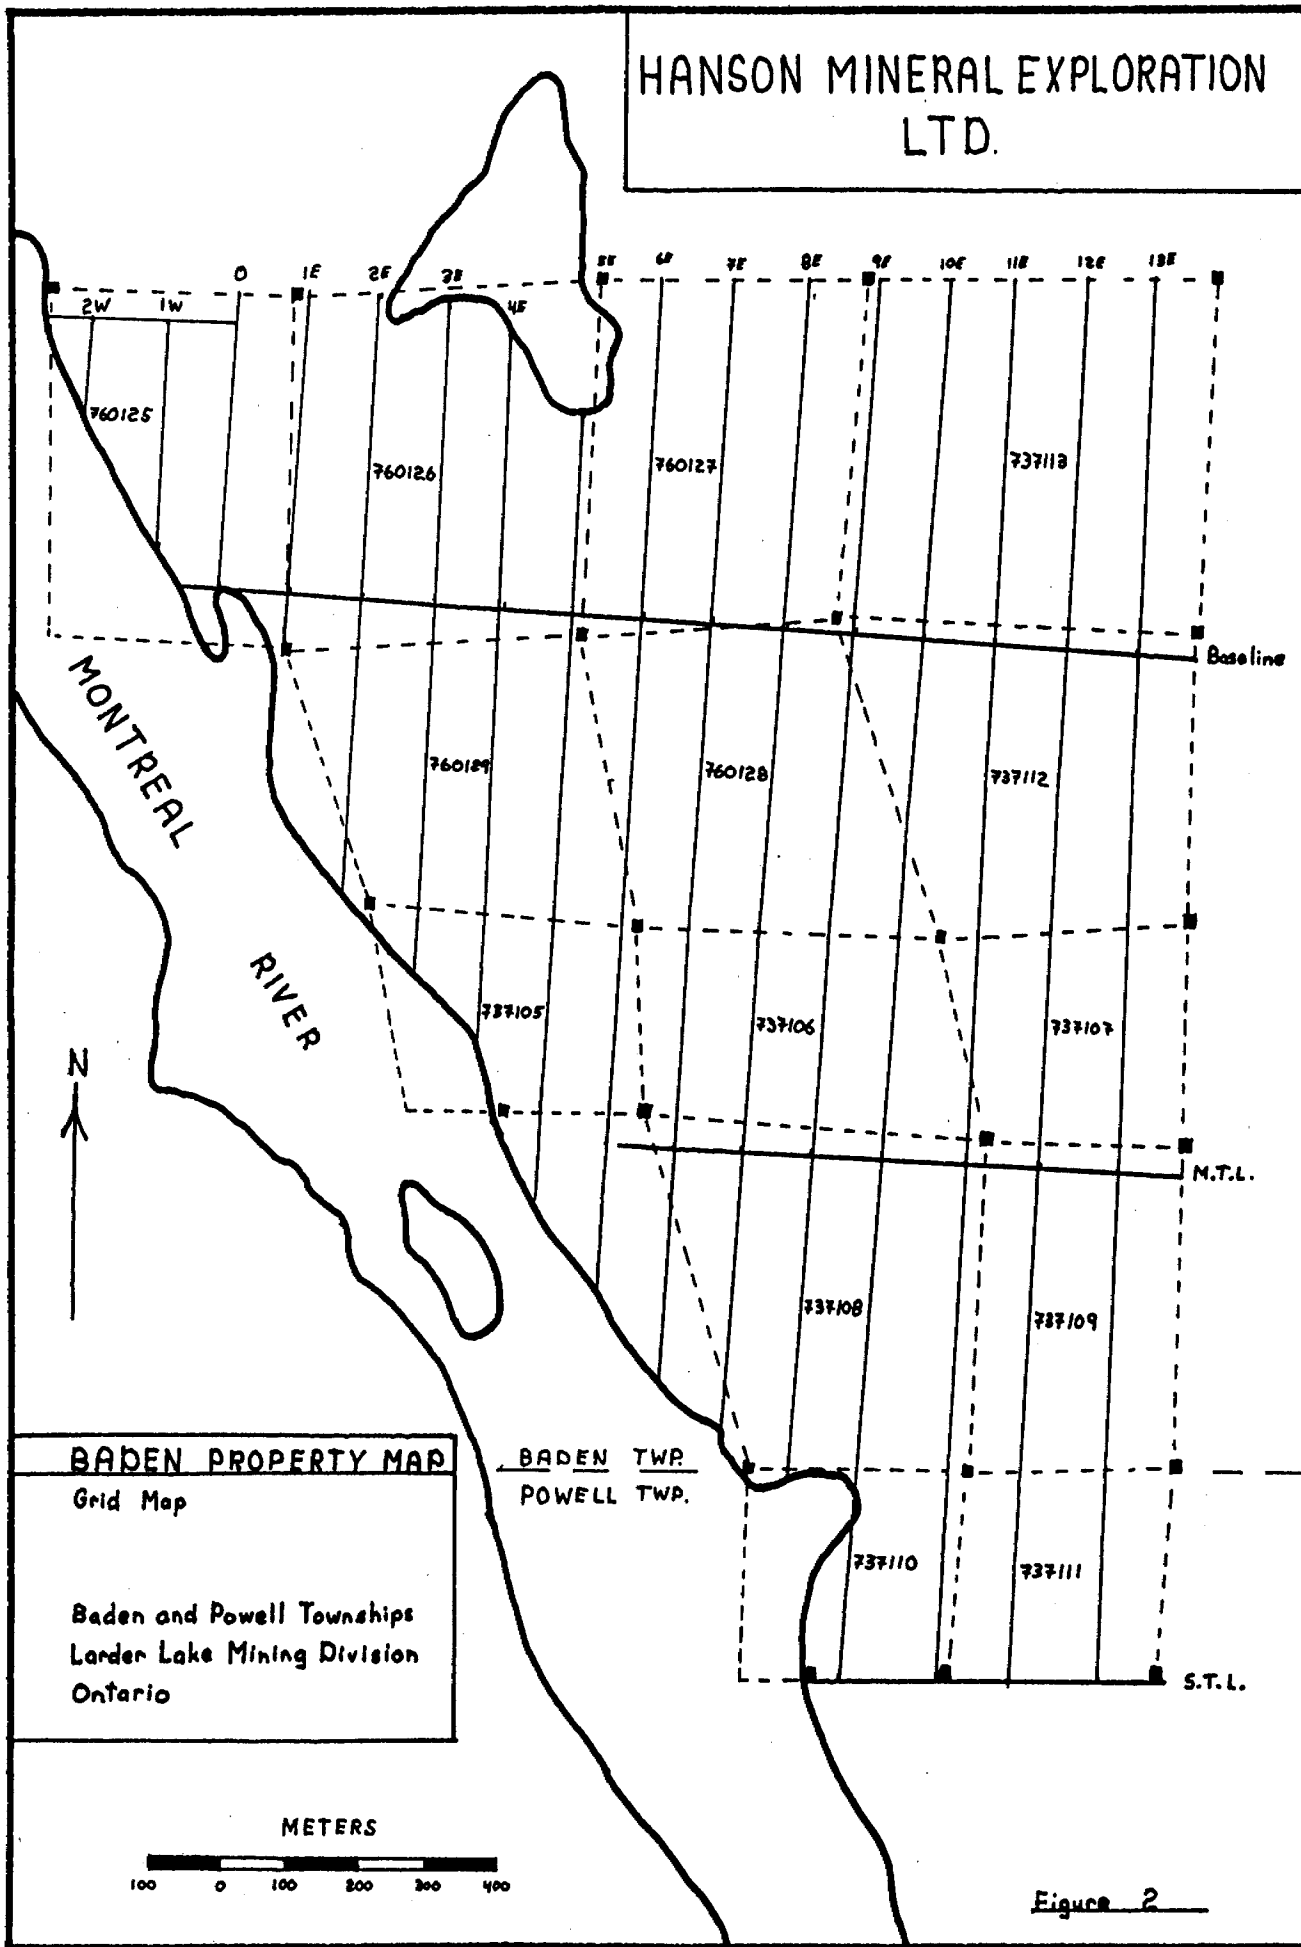 HANSON MINERAL EXPLORATION
LTD.
0 1E 2E 3E 4E 5E 6E 7E 8E 9E 10E 11E 12E 13E
2W 1W
760125
760126
760127
737113
Baseline
MONTREAL
RIVER
760129
760128
737112
737105
737106
737107
N
M.T.L.
737108
737109
BADEN TWP.
POWELL TWP.
737110
737111
S.T.L.
BADEN PROPERTY MAP
Grid Map
Baden and Powell Townships
Larder Lake Mining Division
Ontario
METERS
100 0 100 200 300 400
Figure 2